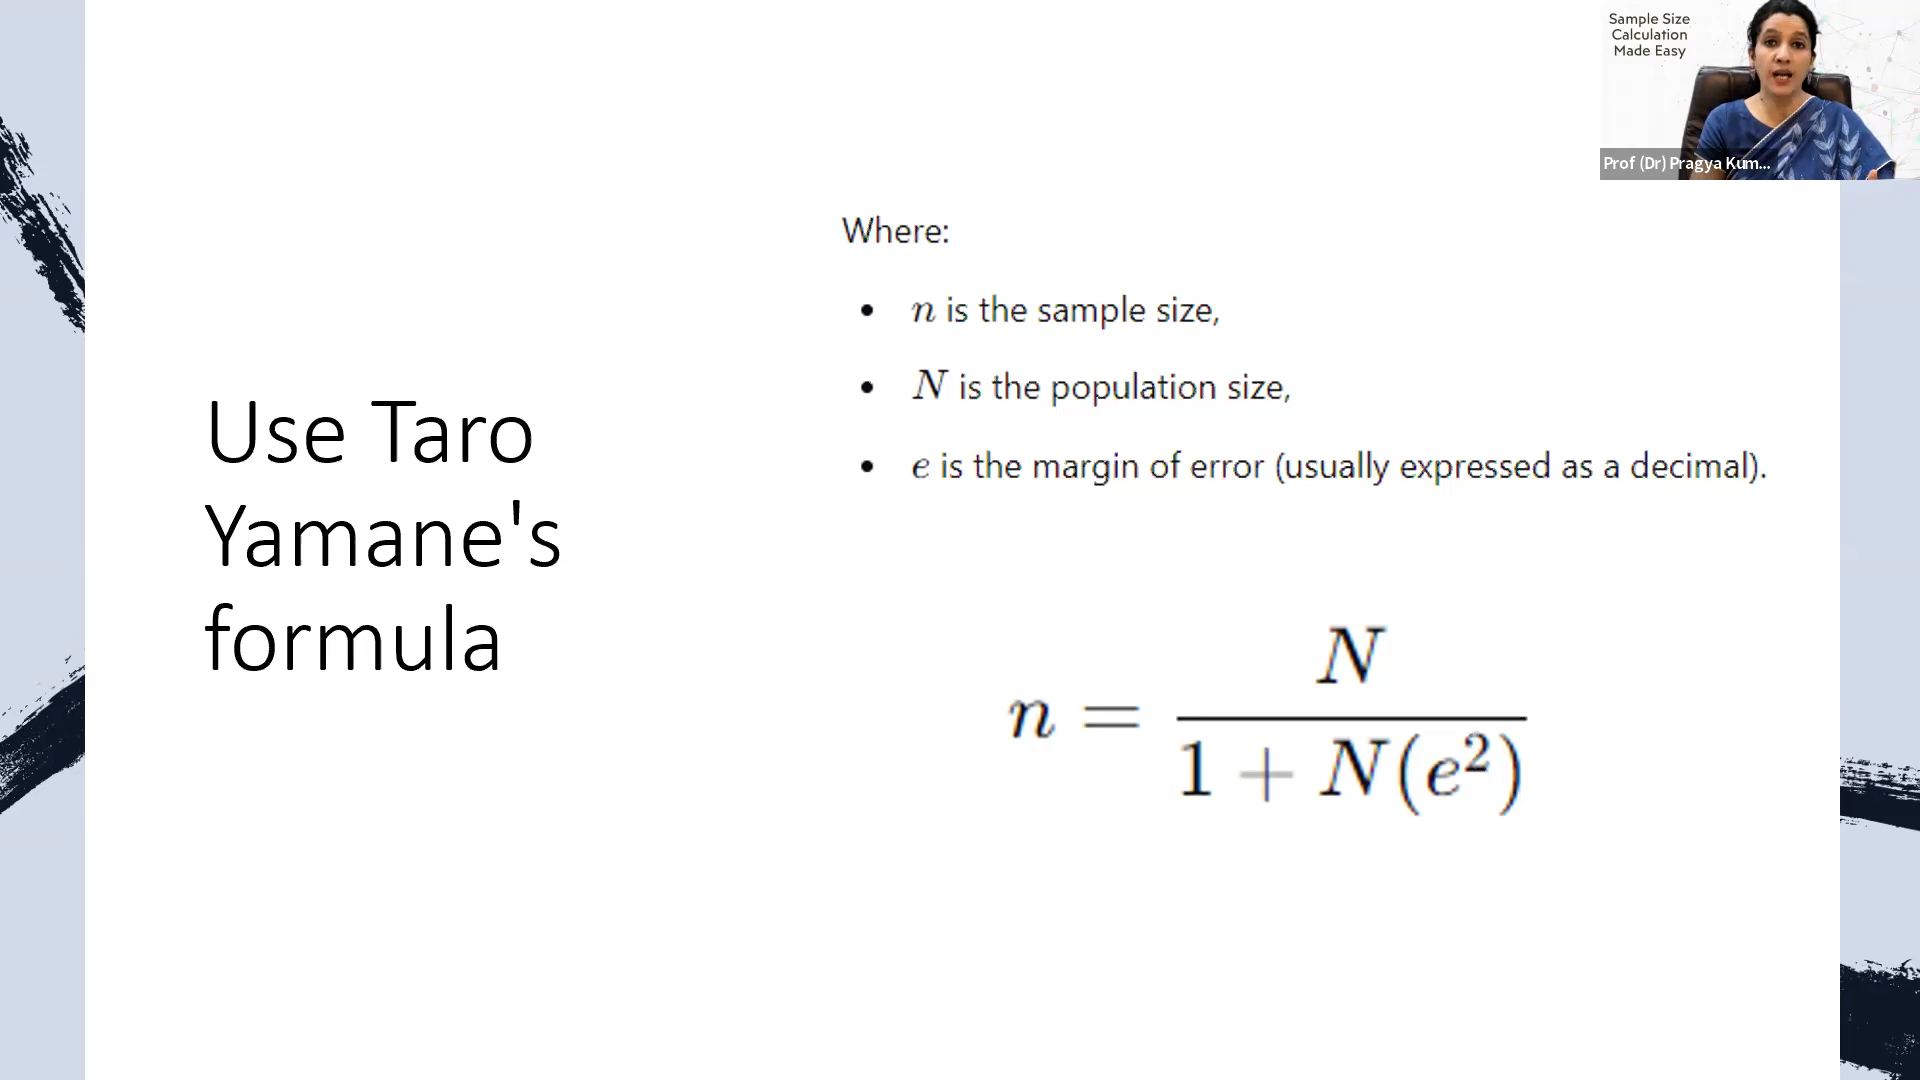 Sample Size
Calculation
Made Easy
Prof (Dr) Pragya Kum...
Use Taro
Yamane's
formula
Where:
• n is the sample size,
• N is the population size,
• e is the margin of error (usually expressed as a decimal).
n = N / (1 + N(e²))